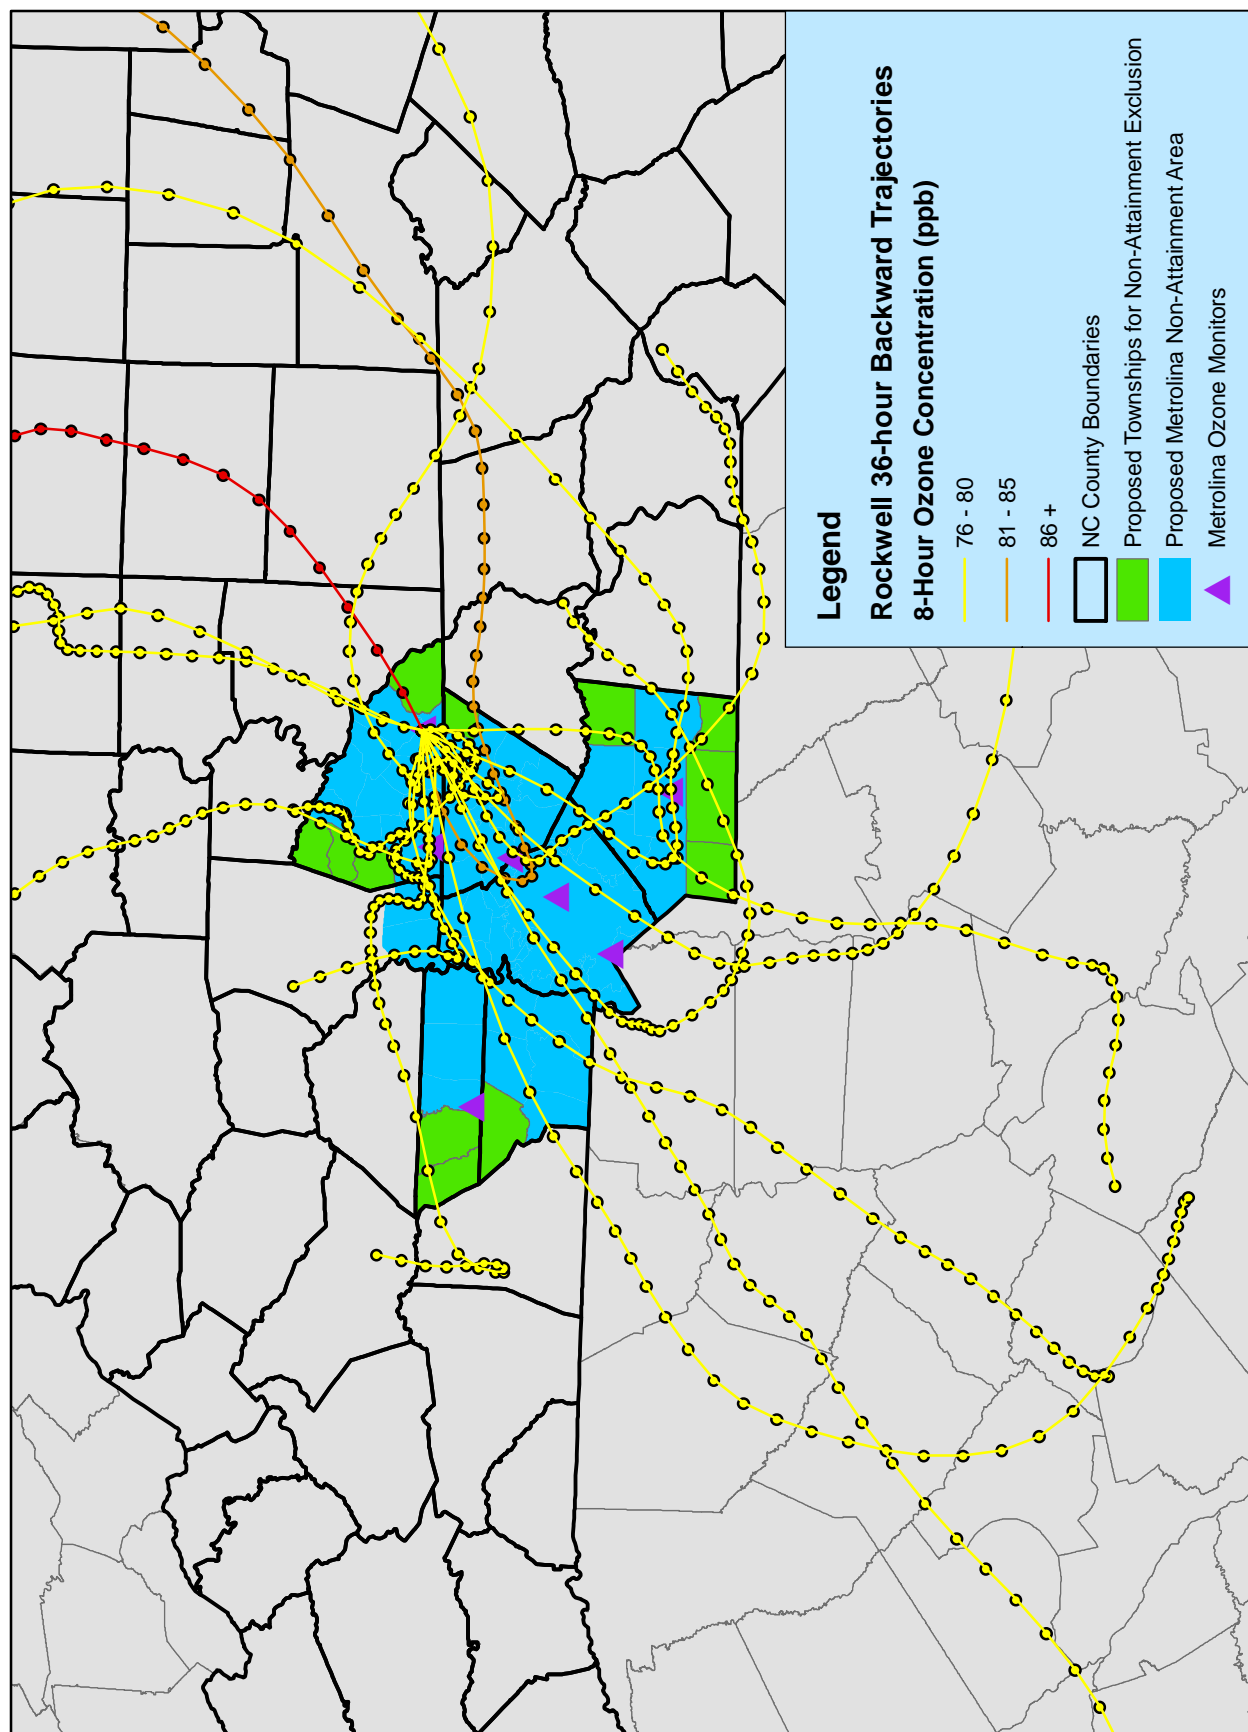 Legend
Rockwell 36-hour Backward Trajectories
8-Hour Ozone Concentration (ppb)
76 - 80
81 - 85
86 +
NC County Boundaries
Proposed Townships for Non-Attainment Exclusion
Proposed Metrolina Non-Attainment Area
Metrolina Ozone Monitors